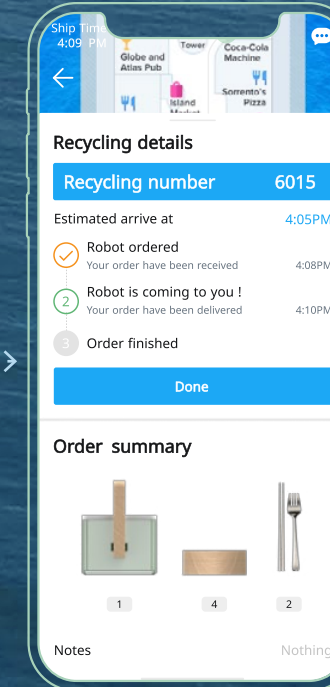 Ship Time
4:09 PM
Tower
Globe and
Atlas Pub
Coca-Cola
Machine
Island
Market
Sorrento's
Pizza
Recycling details
Recycling number 6015
Estimated arrive at 4:05PM
Robot ordered
Your order have been received 4:08PM
2 Robot is coming to you !
Your order have been delivered 4:10PM
3 Order finished
Done
Order summary
1 4 2
Notes Nothing